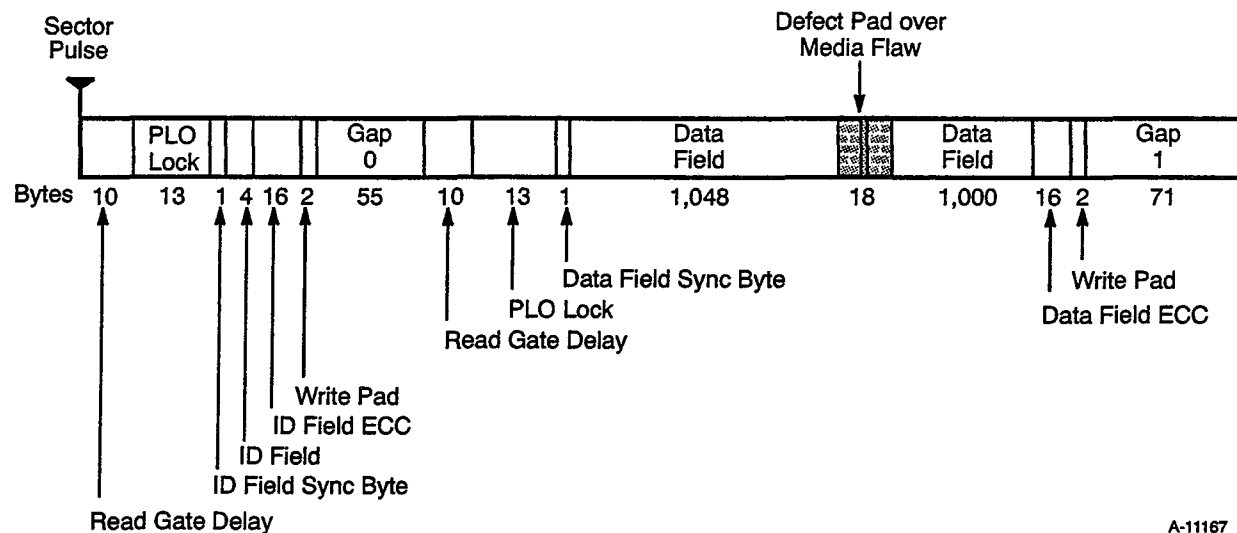 Sector
Pulse
Defect Pad over
Media Flaw
PLO
Lock
Gap
0
Data
Field
Data
Field
Gap
1
Bytes 10 13 1 4 16 2 55 10 13 1 1,048 18 1,000 16 2 71
Data Field Sync Byte
PLO Lock
Read Gate Delay
Write Pad
Data Field ECC
Write Pad
ID Field ECC
ID Field
ID Field Sync Byte
Read Gate Delay
A-11167